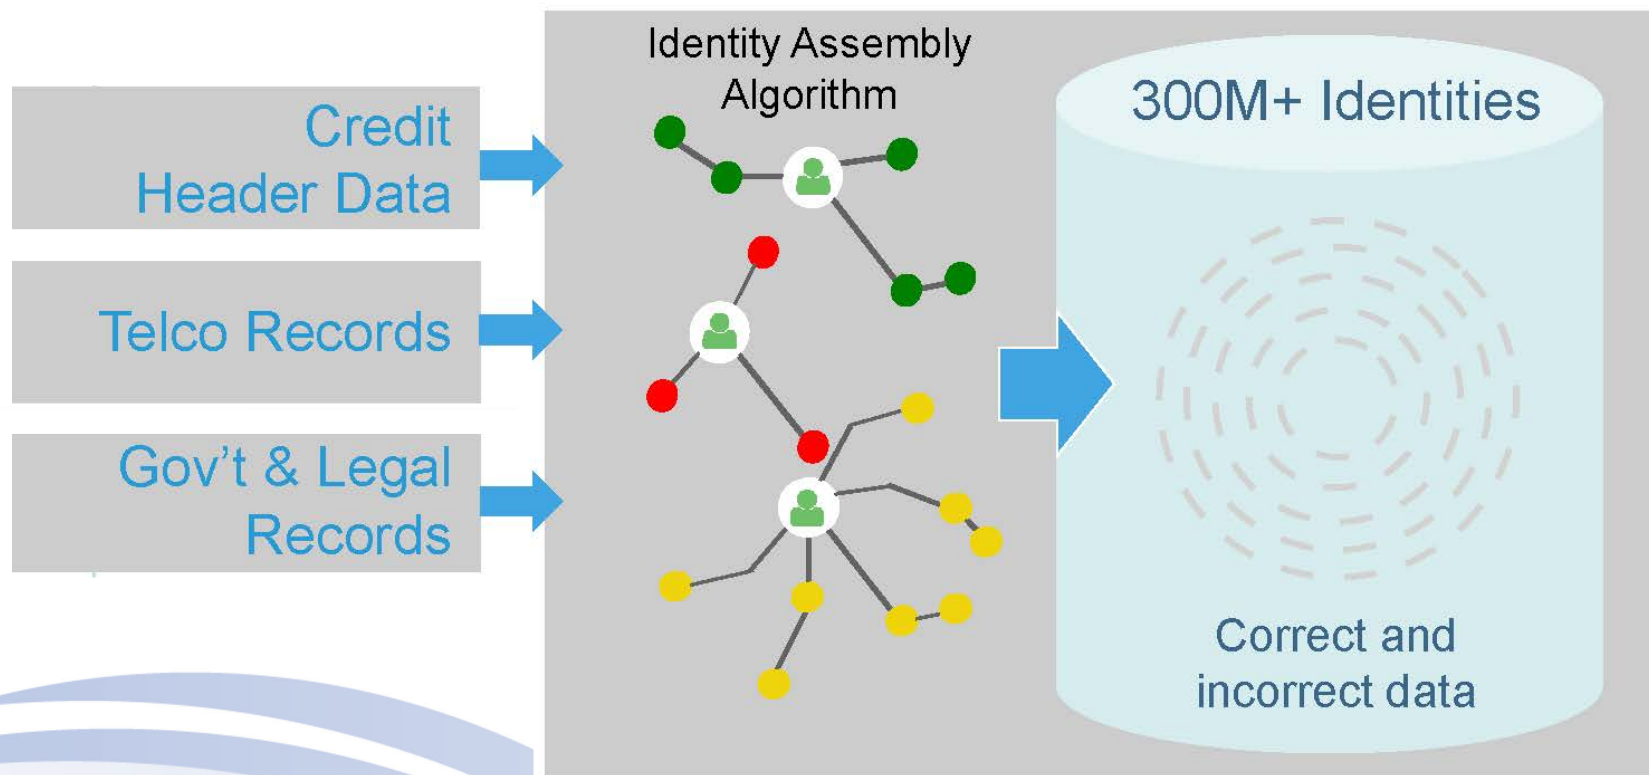 Credit
Header Data
Telco Records
Gov't & Legal
Records
Identity Assembly
Algorithm
300M+ Identities
Correct and
incorrect data